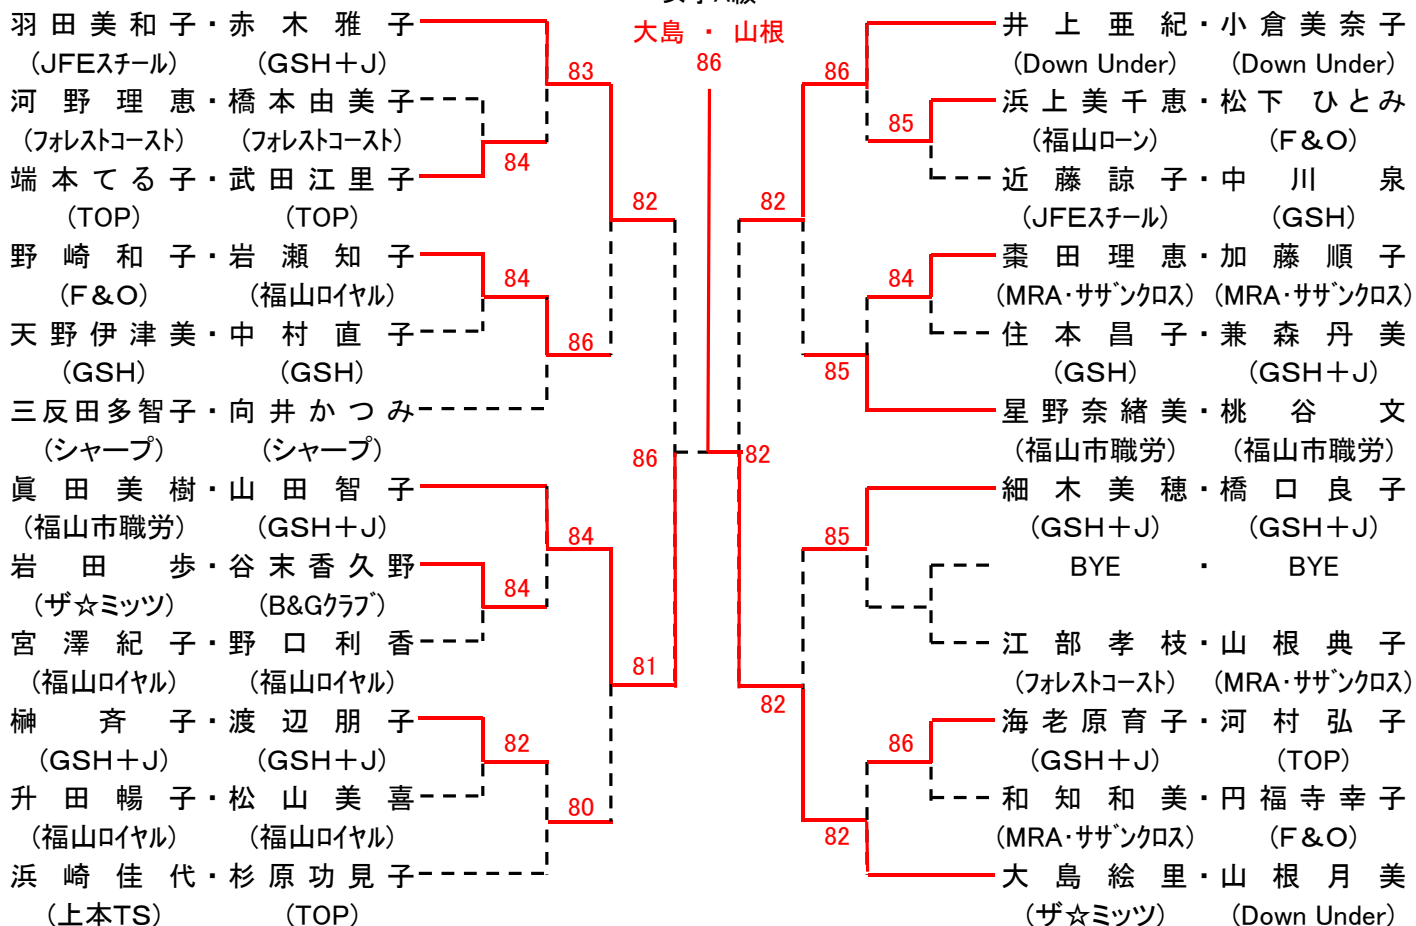 大島 ・ 山根
86
羽田美和子・赤木雅子
(JFEスチール) (GSH+J)
83
河野理恵・橋本由美子
(フォレストコースト) (フォレストコースト)
84
端本てる子・武田江里子
(TOP) (TOP)
82
野崎和子・岩瀬知子
(F&O) (福山ロイヤル)
84
天野伊津美・中村直子
(GSH) (GSH)
86
三反田多智子・向井かつみ
(シャープ) (シャープ)
86
眞田美樹・山田智子
(福山市職労) (GSH+J)
84
岩田歩・谷末香久野
(ザ☆ミッツ) (B&Gクラブ)
84
宮澤紀子・野口利香
(福山ロイヤル) (福山ロイヤル)
81
榊斉子・渡辺朋子
(GSH+J) (GSH+J)
82
升田暢子・松山美喜
(福山ロイヤル) (福山ロイヤル)
80
浜崎佳代・杉原功見子
(上本TS) (TOP)
井上亜紀・小倉美奈子
(Down Under) (Down Under)
86
浜上美千恵・松下ひとみ
(福山ローン) (F&O)
85
近藤諒子・中川泉
(JFEスチール) (GSH)
82
棗田理恵・加藤順子
(MRA・サザンクロス) (MRA・サザンクロス)
84
住本昌子・兼森丹美
(GSH) (GSH+J)
85
星野奈緒美・桃谷文
(福山市職労) (福山市職労)
82
細木美穂・橋口良子
(GSH+J) (GSH+J)
85
BYE ・ BYE
江部孝枝・山根典子
(フォレストコースト) (MRA・サザンクロス)
82
海老原育子・河村弘子
(GSH+J) (TOP)
86
和知和美・円福寺幸子
(MRA・サザンクロス) (F&O)
82
大島絵里・山根月美
(ザ☆ミッツ) (Down Under)